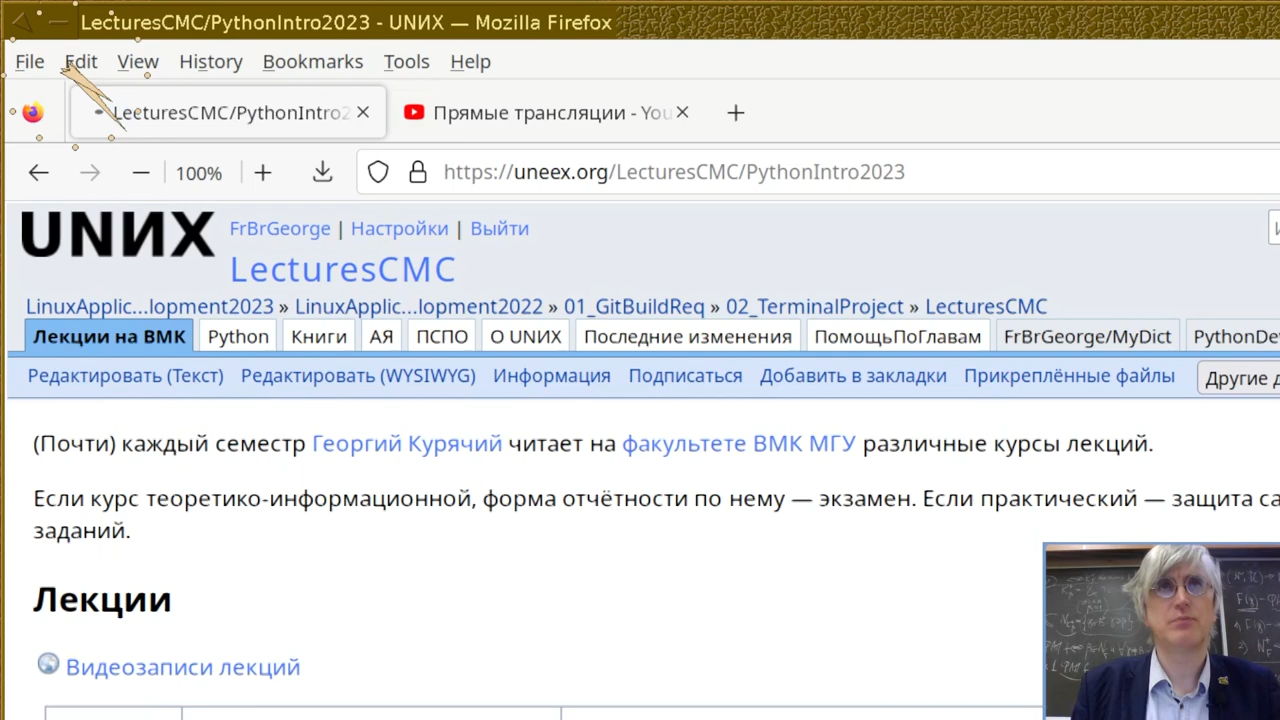 LecturesCMC/PythonIntro2023 - UNИX — Mozilla Firefox
File Edit View History Bookmarks Tools Help
LecturesCMC/PythonIntro2 Прямые трансляции - You
100% https://uneex.org/LecturesCMC/PythonIntro2023
UNИX FrBrGeorge | Настройки | Выйти
LecturesCMC
LinuxApplic...lopment2023 » LinuxApplic...lopment2022 » 01_GitBuildReq » 02_TerminalProject » LecturesCMC
Лекции на ВМК Python Книги АЯ ПСПО О UNИX Последние изменения ПомощьПоГлавам FrBrGeorge/MyDict PythonDe
Редактировать (Текст) Редактировать (WYSIWYG) Информация Подписаться Добавить в закладки Прикреплённые файлы Другие д
(Почти) каждый семестр Георгий Курячий читает на факультете ВМК МГУ различные курсы лекций.
Если курс теоретико-информационной, форма отчётности по нему — экзамен. Если практический — защита са
заданий.
Лекции
Видеозаписи лекций